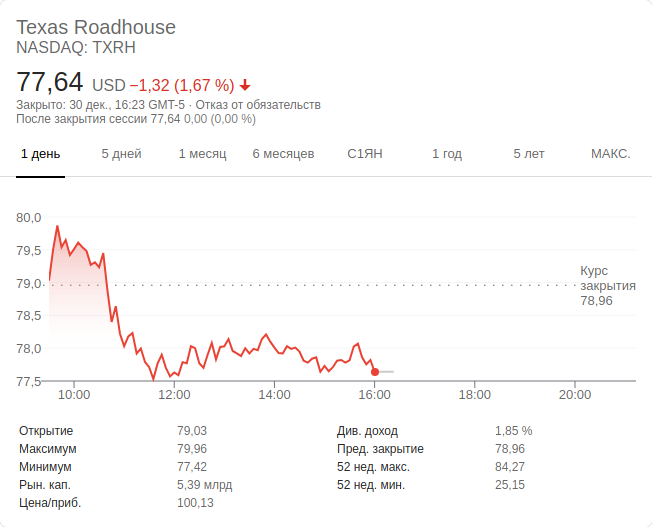 Texas Roadhouse
NASDAQ: TXRH
77,64 USD −1,32 (1,67 %)
Закрыто: 30 дек., 16:23 GMT-5 · Отказ от обязательств
После закрытия сессии 77,64 0,00 (0,00 %)
1 день 5 дней 1 месяц 6 месяцев С1ЯН 1 год 5 лет МАКС.
80,0
79,5
79,0
78,5
78,0
77,5
Курс
закрытия
78,96
10:00 12:00 14:00 16:00 18:00 20:00
Открытие 79,03 Див. доход 1,85 %
Максимум 79,96 Пред. закрытие 78,96
Минимум 77,42 52 нед. макс. 84,27
Рын. кап. 5,39 млрд 52 нед. мин. 25,15
Цена/приб. 100,13